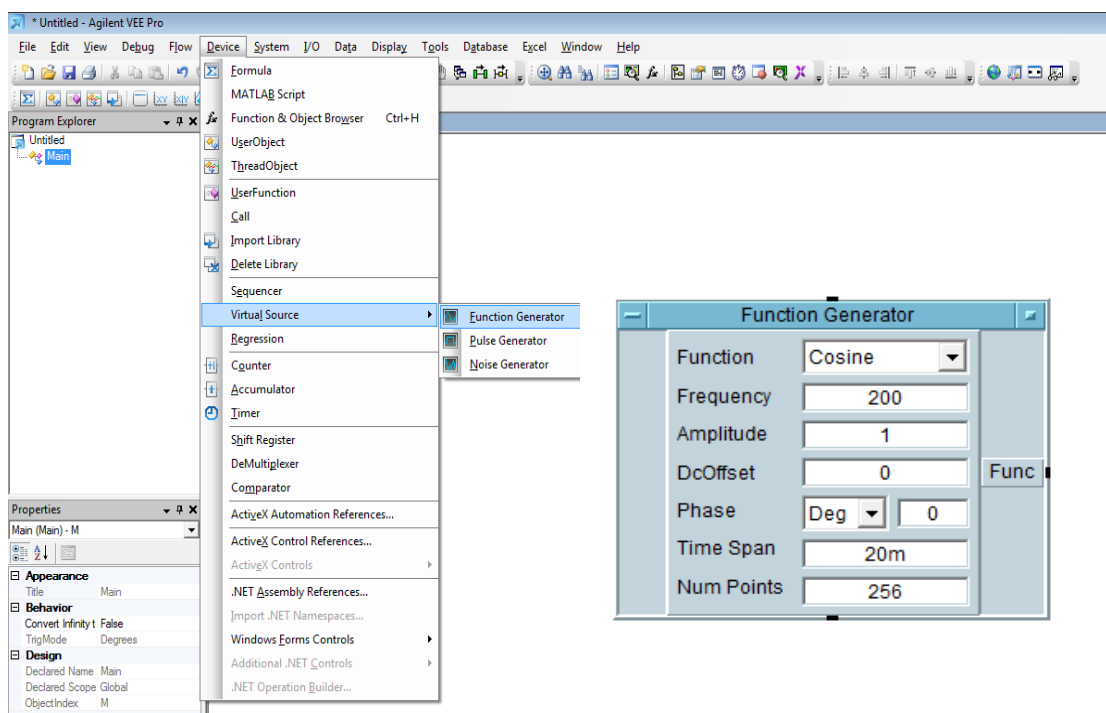 * Untitled - Agilent VEE Pro
File Edit View Debug Flow Device System I/O Data Display Tools Database Excel Window Help
Program Explorer
Untitled
Main
Formula
MATLAB Script
Function & Object Browser Ctrl+H
UserObject
ThreadObject
UserFunction
Call
Import Library
Delete Library
Sequencer
Virtual Source
Regression
Counter
Accumulator
Timer
Shift Register
DeMultiplexer
Comparator
ActiveX Automation References...
ActiveX Control References...
ActiveX Controls
.NET Assembly References...
Import .NET Namespaces...
Windows Forms Controls
Additional .NET Controls
.NET Operation Builder...
Function Generator
Pulse Generator
Noise Generator
Function Generator
Function Cosine
Frequency 200
Amplitude 1
DcOffset 0
Func
Phase Deg 0
Time Span 20m
Num Points 256
Properties
Main (Main) - M
Appearance
Title Main
Behavior
Convert Infinity t False
TrigMode Degrees
Design
Declared Name Main
Declared Scope Global
ObjectIndex M